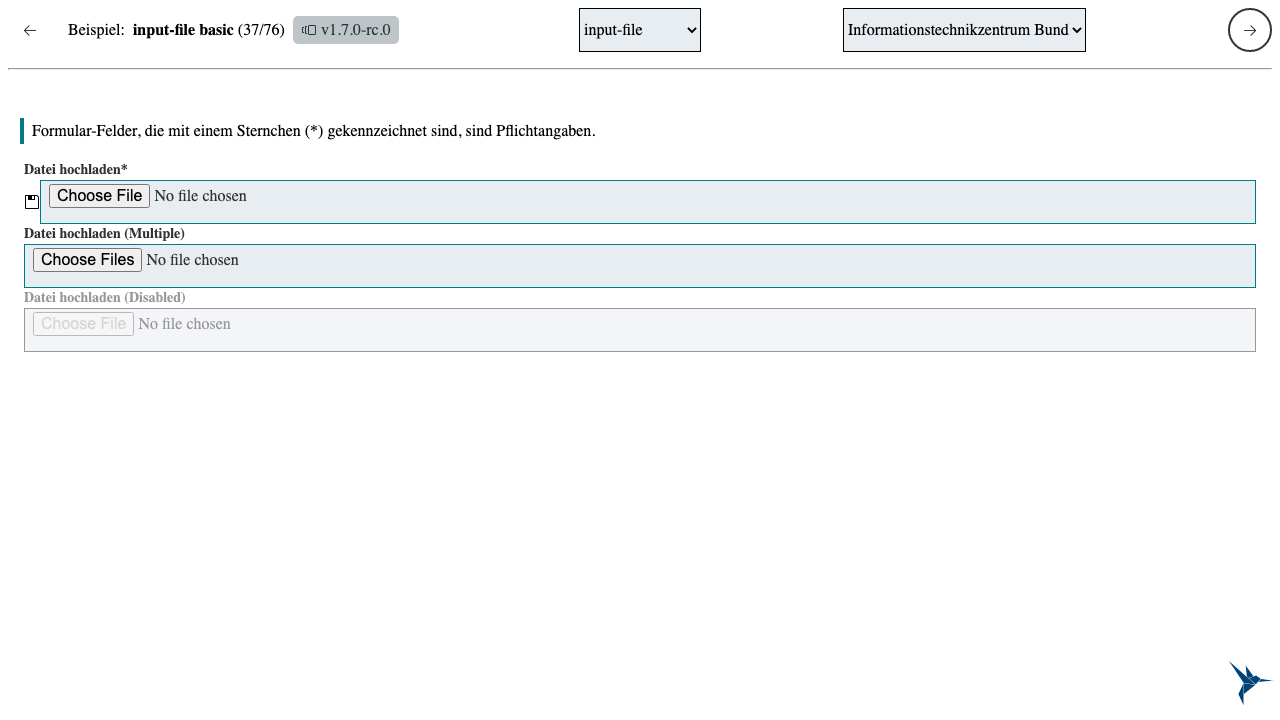 Beispiel: input-file basic (37/76) v1.7.0-rc.0 input-file Informationstechnikzentrum Bund
Formular-Felder, die mit einem Sternchen (*) gekennzeichnet sind, sind Pflichtangaben.
Datei hochladen*
Choose File No file chosen
Datei hochladen (Multiple)
Choose Files No file chosen
Datei hochladen (Disabled)
Choose File No file chosen